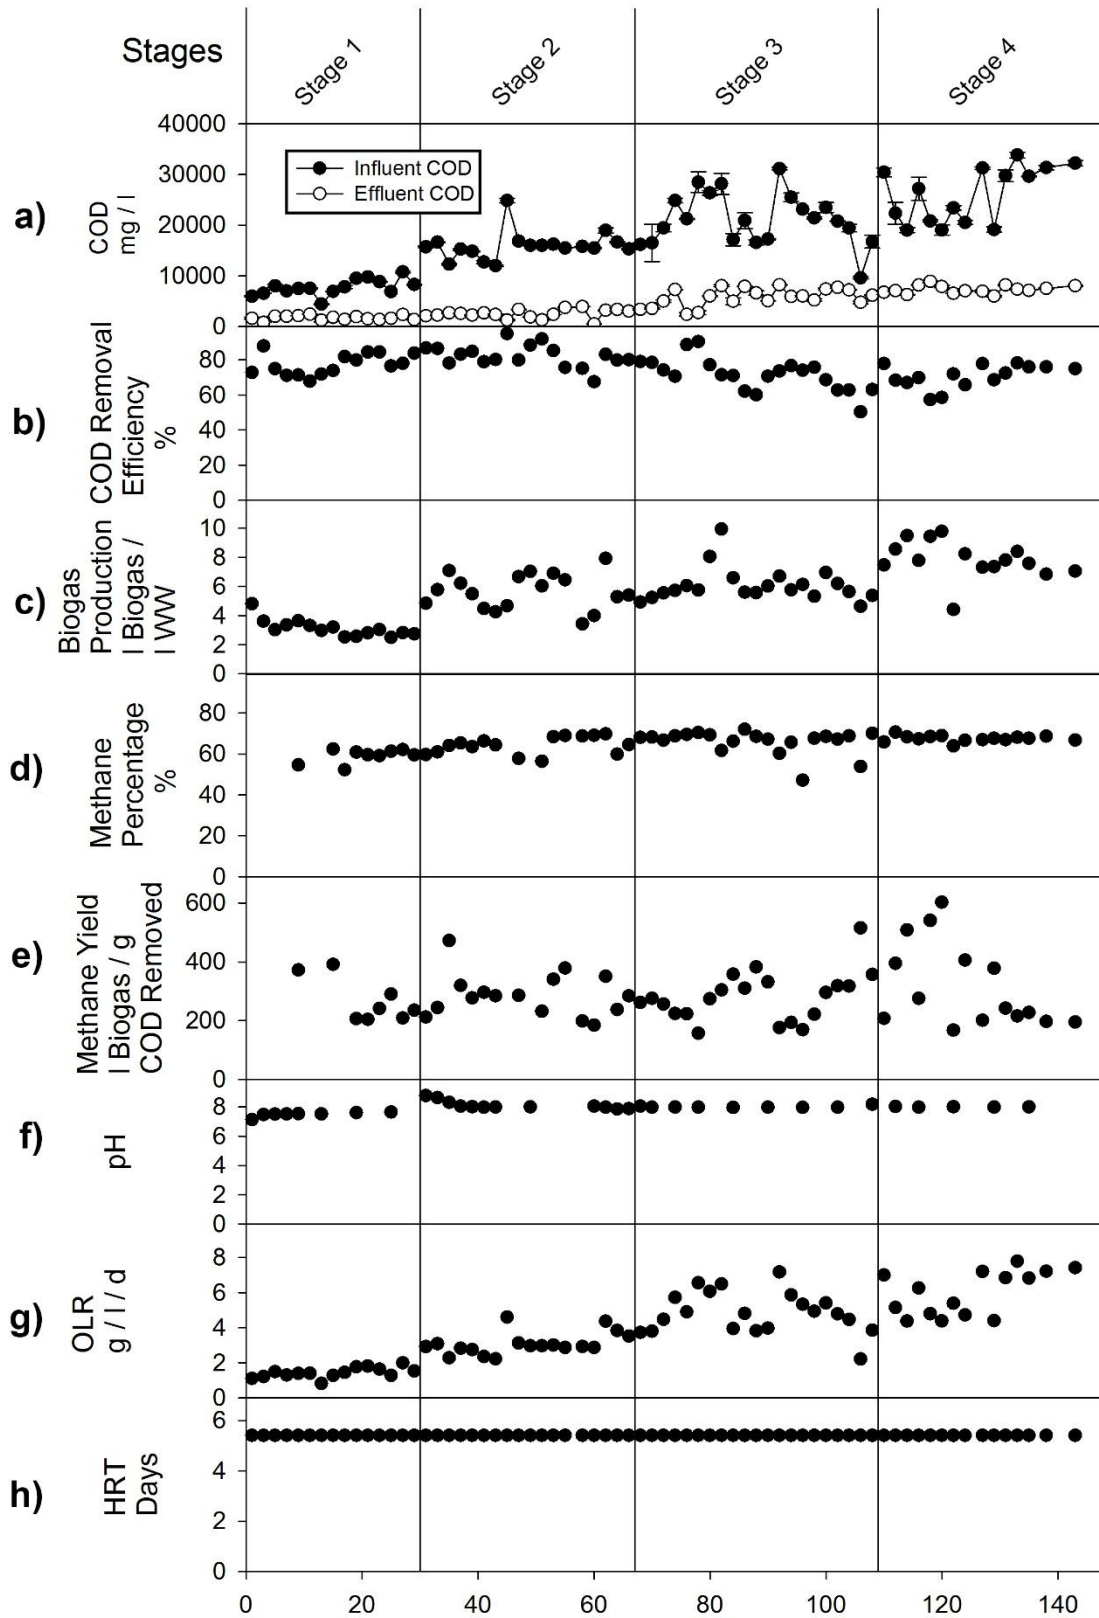 Stages
Stage 1
Stage 2
Stage 3
Stage 4
a)
COD
mg / l
40000
30000
20000
10000
0
Influent COD
Effluent COD
b)
COD Removal
Efficiency
%
80
60
40
20
0
c)
Biogas
Production
l Biogas /
l WW
10
8
6
4
2
0
d)
Methane
Percentage
%
80
60
40
20
0
e)
Methane Yield
l Biogas / g
COD Removed
600
400
200
0
f)
pH
8
6
4
2
0
g)
OLR
g / l / d
8
6
4
2
0
h)
HRT
Days
6
4
2
0
0 20 40 60 80 100 120 140